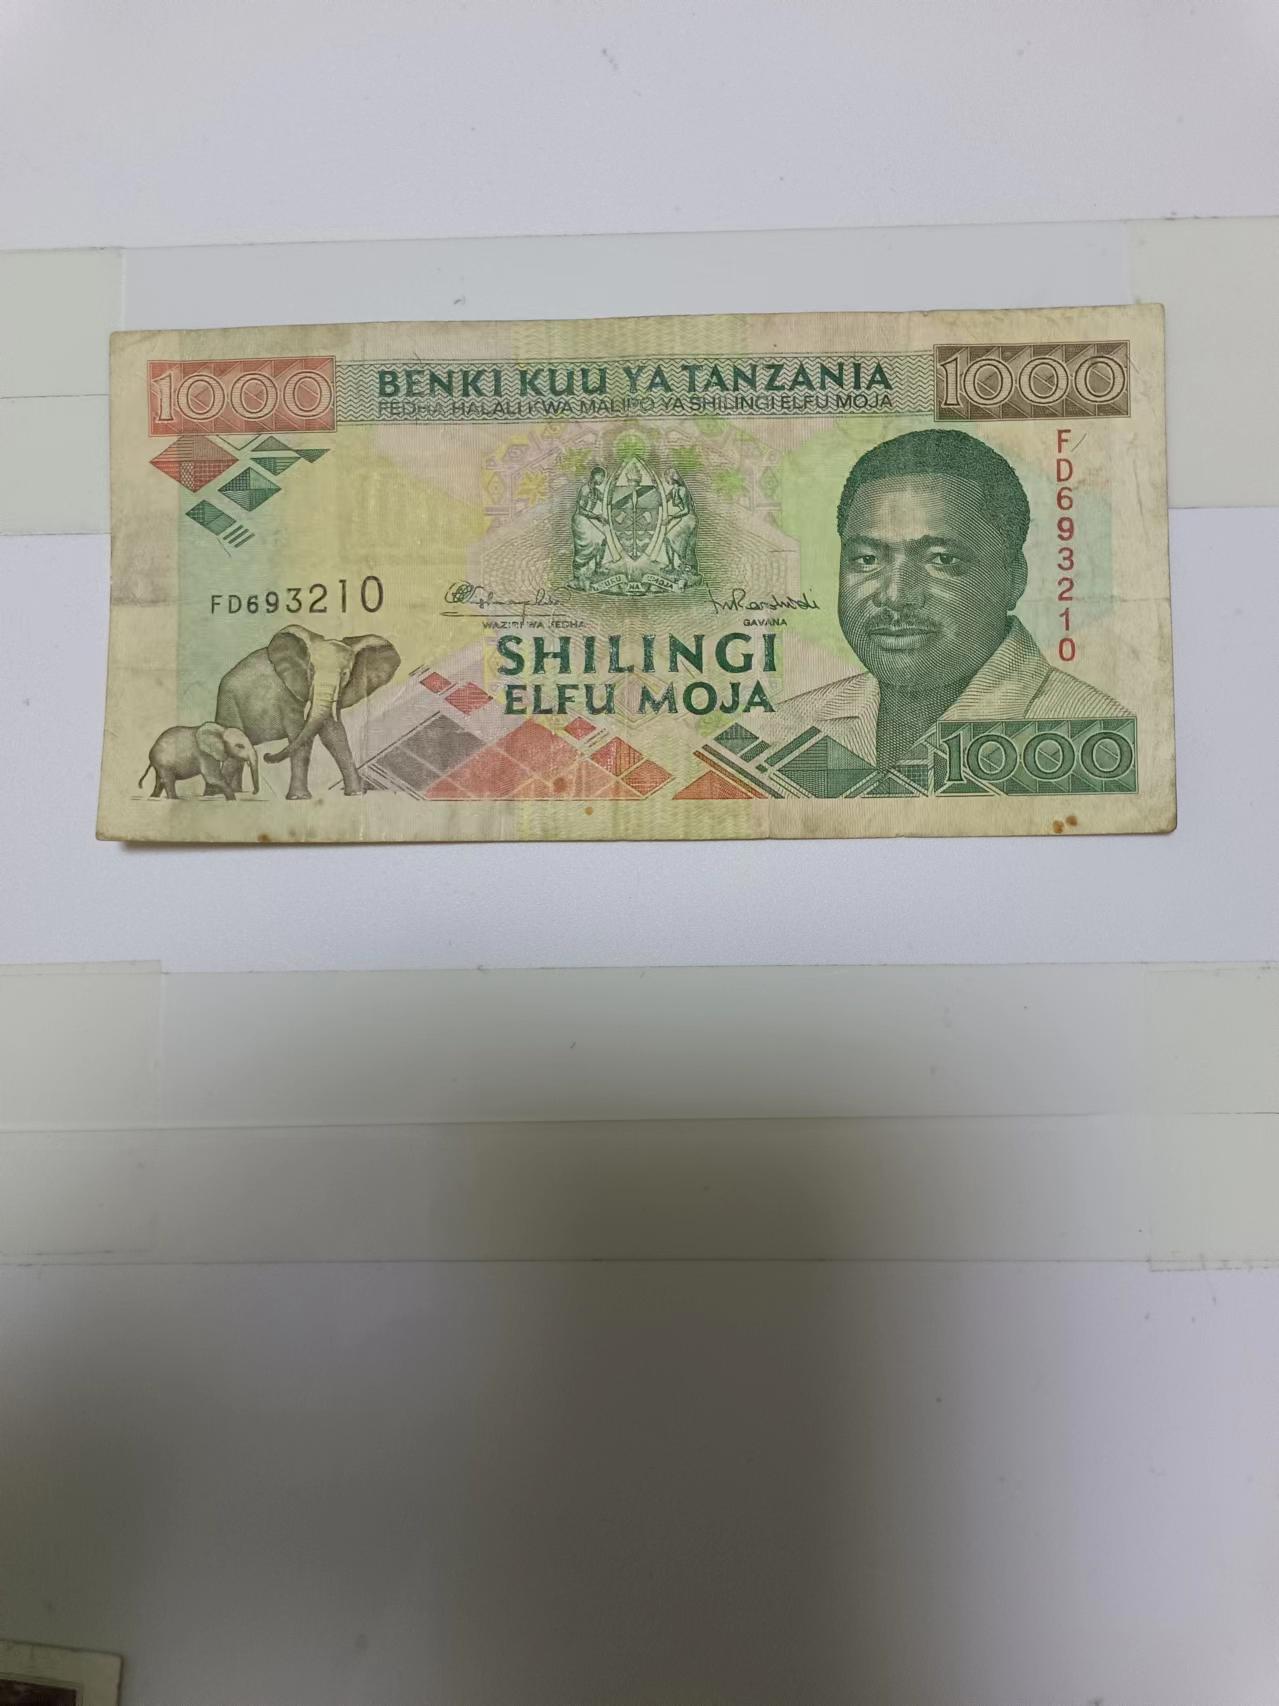 1000 BENKI KUU YA TANZANIA 1000
FEDHA HALALI KWA MALIPO YA SHILINGI ELFU MOJA
FD693210
FD693210
WAZIRI WA FEDHA GAVANA
SHILINGI
ELFU MOJA
1000